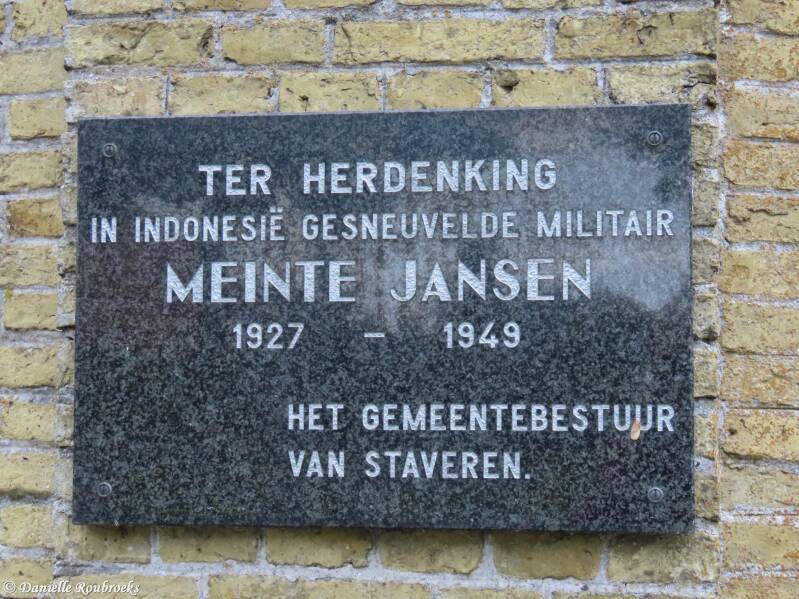 TER HERDENKING
IN INDONESIË GESNEUVELDE MILITAIR
MEINTE JANSEN
1927 – 1949
HET GEMEENTEBESTUUR
VAN STAVEREN.
© Danielle Roubroeks